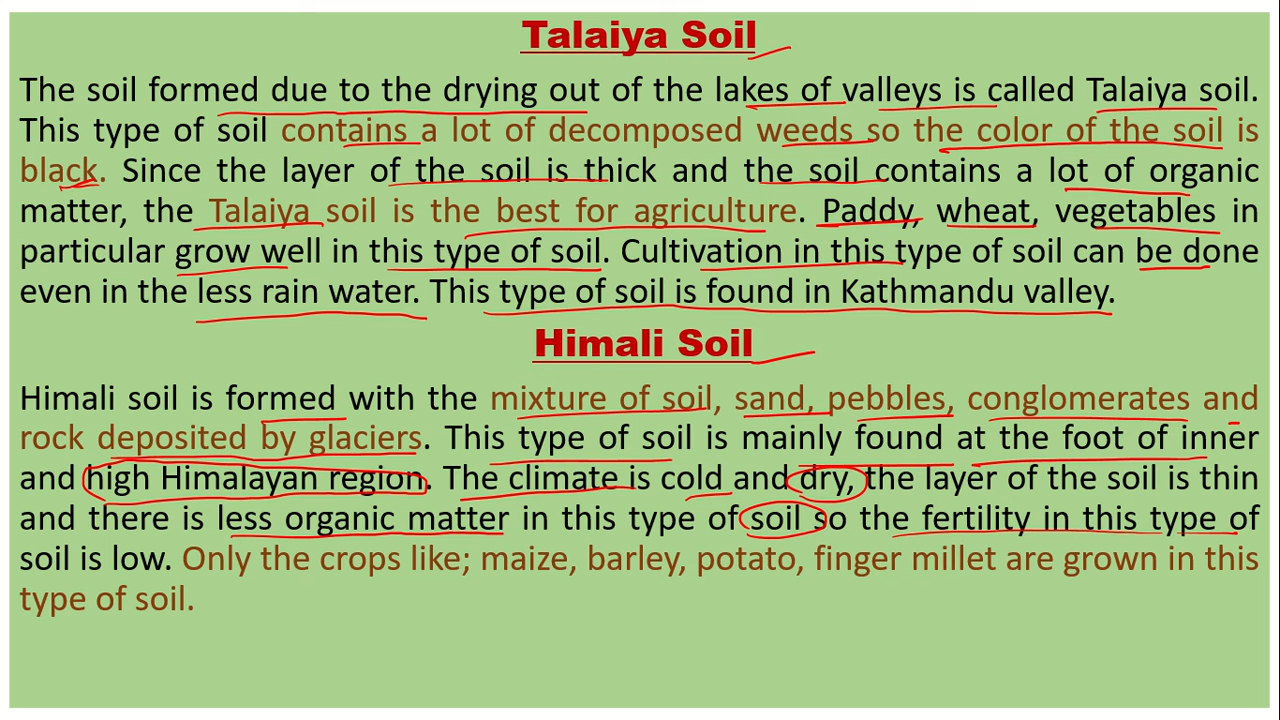 Talaiya Soil
The soil formed due to the drying out of the lakes of valleys is called Talaiya soil.
This type of soil contains a lot of decomposed weeds so the color of the soil is
black. Since the layer of the soil is thick and the soil contains a lot of organic
matter, the Talaiya soil is the best for agriculture. Paddy, wheat, vegetables in
particular grow well in this type of soil. Cultivation in this type of soil can be done
even in the less rain water. This type of soil is found in Kathmandu valley.
Himali Soil
Himali soil is formed with the mixture of soil, sand, pebbles, conglomerates and
rock deposited by glaciers. This type of soil is mainly found at the foot of inner
and high Himalayan region. The climate is cold and dry, the layer of the soil is thin
and there is less organic matter in this type of soil so the fertility in this type of
soil is low. Only the crops like; maize, barley, potato, finger millet are grown in this
type of soil.